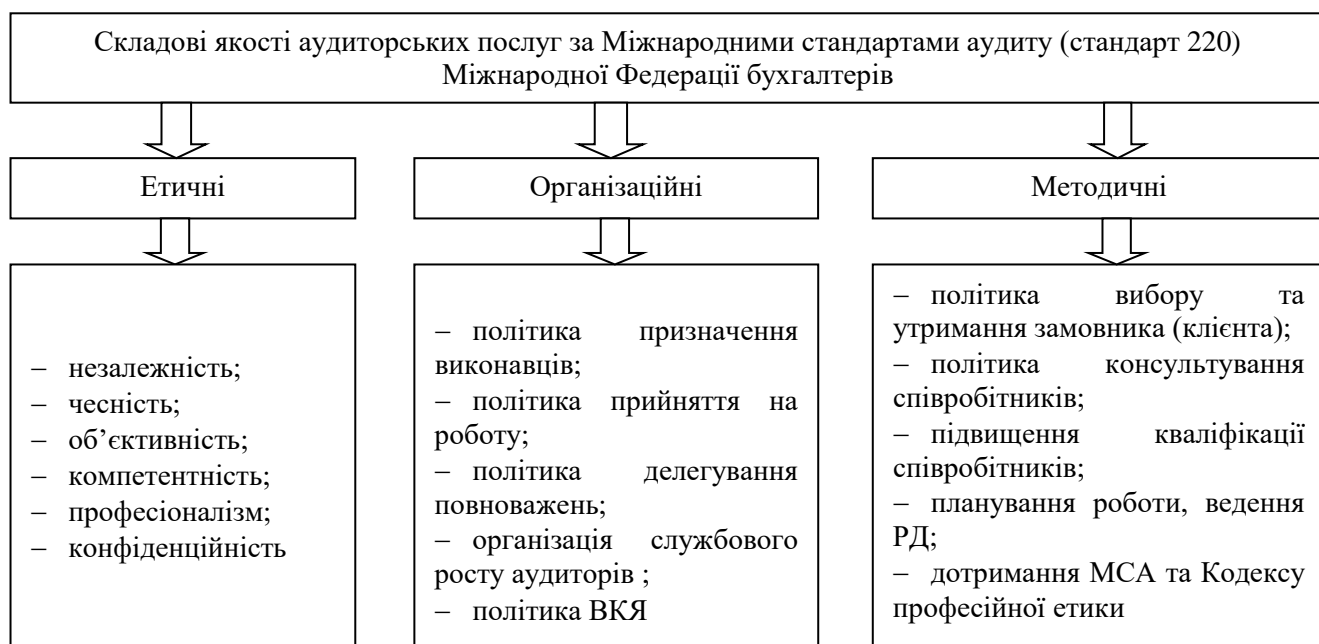 Складові якості аудиторських послуг за Міжнародними стандартами аудиту (стандарт 220)
Міжнародної Федерації бухгалтерів
Етичні
Організаційні
Методичні
− незалежність;
− чесність;
− об’єктивність;
− компетентність;
− професіоналізм;
− конфіденційність
− політика призначення
виконавців;
− політика прийняття на
роботу;
− політика делегування
повноважень;
− організація службового
росту аудиторів ;
− політика ВКЯ
− політика вибору та
утримання замовника (клієнта);
− політика консультування
співробітників;
− підвищення кваліфікації
співробітників;
− планування роботи, ведення
РД;
− дотримання МСА та Кодексу
професійної етики